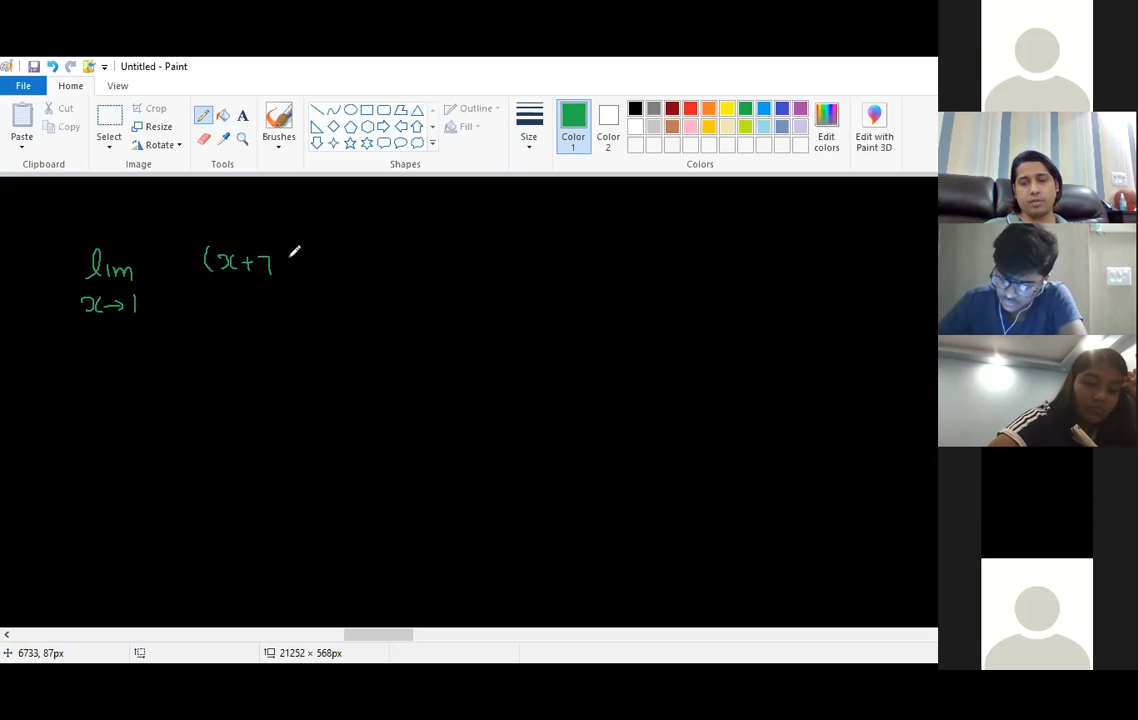 Untitled - Paint
File Home View
Paste
Cut
Copy
Clipboard
Select
Crop
Resize
Rotate
Image
Tools
Brushes
Shapes
Outline
Fill
Size
Color 1
Color 2
Colors
Edit colors
Edit with Paint 3D
lim (x+7
x→1
6733, 87px
21252 × 568px